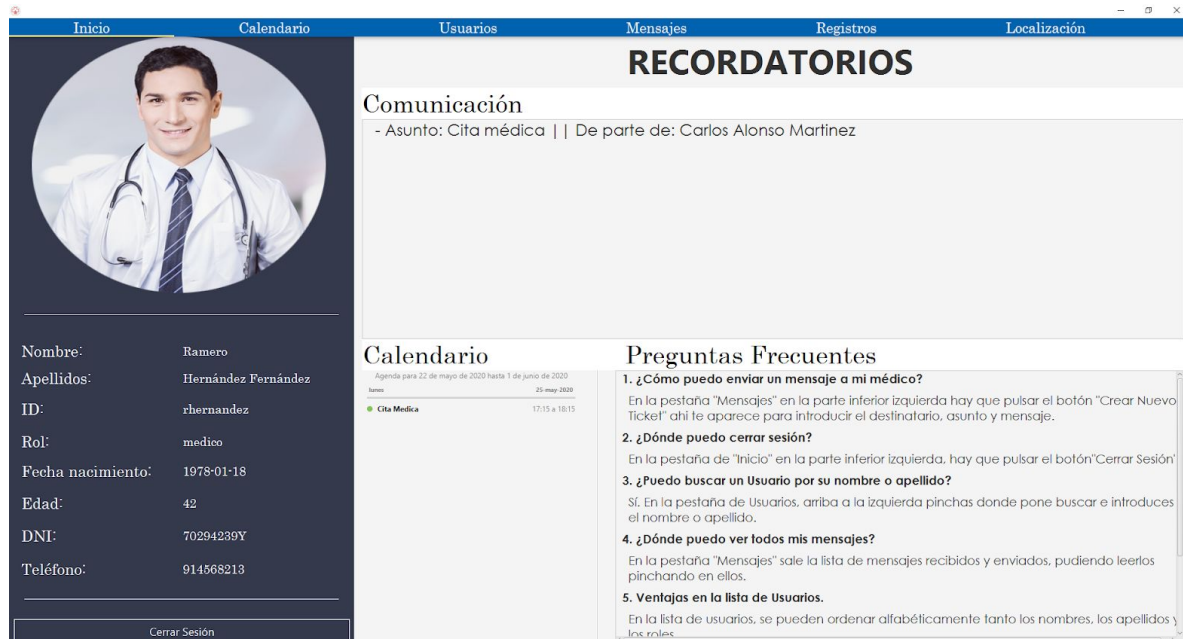 Inicio Calendario Usuarios Mensajes Registros Localización
RECORDATORIOS
Comunicación
- Asunto: Cita médica || De parte de: Carlos Alonso Martinez
Nombre: Ramero
Apellidos: Hernández Fernández
ID: rhernandez
Rol: medico
Fecha nacimiento: 1978-01-18
Edad: 42
DNI: 70294239Y
Teléfono: 914568213
Cerrar Sesión
Calendario
Agenda para 22 de mayo de 2020 hasta 1 de junio de 2020
lunes 25-may-2020
Cita Medica 17:15 a 18:15
Preguntas Frecuentes
1. ¿Cómo puedo enviar un mensaje a mi médico?
En la pestaña "Mensajes" en la parte inferior izquierda hay que pulsar el botón "Crear Nuevo
Ticket" ahi te aparece para introducir el destinatario, asunto y mensaje.
2. ¿Dónde puedo cerrar sesión?
En la pestaña de "Inicio" en la parte inferior izquierda, hay que pulsar el botón"Cerrar Sesión"
3. ¿Puedo buscar un Usuario por su nombre o apellido?
Sí. En la pestaña de Usuarios, arriba a la izquierda pinchas donde pone buscar e introduces
el nombre o apellido.
4. ¿Dónde puedo ver todos mis mensajes?
En la pestaña "Mensajes" sale la lista de mensajes recibidos y enviados, pudiendo leerlos
pinchando en ellos.
5. Ventajas en la lista de Usuarios.
En la lista de usuarios, se pueden ordenar alfabéticamente tanto los nombres, los apellidos y
los roles